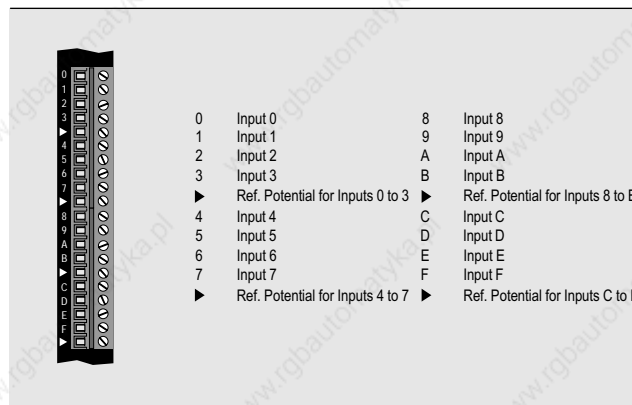 0
1
2
3
▶
4
5
6
7
▶
8
9
A
B
▶
C
D
E
F
▶
0 Input 0
1 Input 1
2 Input 2
3 Input 3
▶ Ref. Potential for Inputs 0 to 3
4 Input 4
5 Input 5
6 Input 6
7 Input 7
▶ Ref. Potential for Inputs 4 to 7
8 Input 8
9 Input 9
A Input A
B Input B
▶ Ref. Potential for Inputs 8 to
C Input C
D Input D
E Input E
F Input F
▶ Ref. Potential for Inputs C to
www.rgbautomatyka.pl